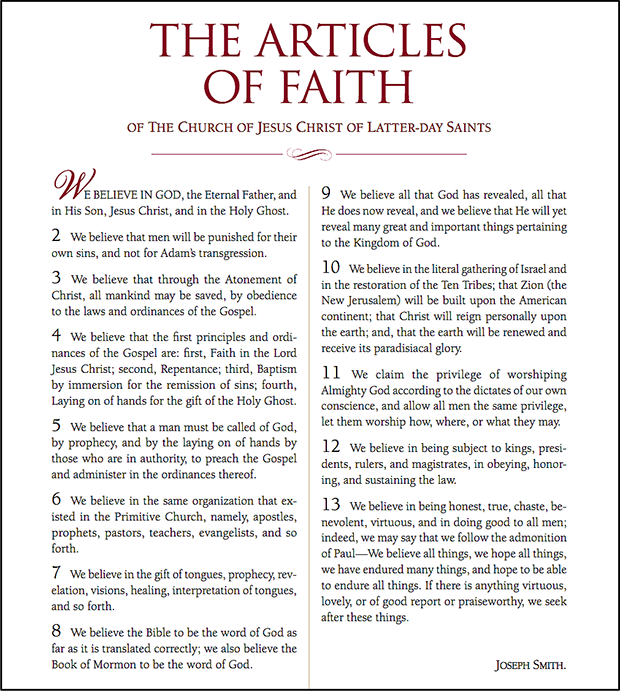 THE ARTICLES
OF FAITH
OF THE CHURCH OF JESUS CHRIST OF LATTER-DAY SAINTS
WE BELIEVE IN GOD, the Eternal Father, and
in His Son, Jesus Christ, and in the Holy Ghost.
2 We believe that men will be punished for their
own sins, and not for Adam's transgression.
3 We believe that through the Atonement of
Christ, all mankind may be saved, by obedience
to the laws and ordinances of the Gospel.
4 We believe that the first principles and ordi-
nances of the Gospel are: first, Faith in the Lord
Jesus Christ; second, Repentance; third, Baptism
by immersion for the remission of sins; fourth,
Laying on of hands for the gift of the Holy Ghost.
5 We believe that a man must be called of God,
by prophecy, and by the laying on of hands by
those who are in authority, to preach the Gospel
and administer in the ordinances thereof.
6 We believe in the same organization that ex-
isted in the Primitive Church, namely, apostles,
prophets, pastors, teachers, evangelists, and so
forth.
7 We believe in the gift of tongues, prophecy, rev-
elation, visions, healing, interpretation of tongues,
and so forth.
8 We believe the Bible to be the word of God as
far as it is translated correctly; we also believe the
Book of Mormon to be the word of God.
9 We believe all that God has revealed, all that
He does now reveal, and we believe that He will yet
reveal many great and important things pertaining
to the Kingdom of God.
10 We believe in the literal gathering of Israel and
in the restoration of the Ten Tribes; that Zion (the
New Jerusalem) will be built upon the American
continent; that Christ will reign personally upon
the earth; and, that the earth will be renewed and
receive its paradisiacal glory.
11 We claim the privilege of worshiping
Almighty God according to the dictates of our own
conscience, and allow all men the same privilege,
let them worship how, where, or what they may.
12 We believe in being subject to kings, presi-
dents, rulers, and magistrates, in obeying, honor-
ing, and sustaining the law.
13 We believe in being honest, true, chaste, be-
nevolent, virtuous, and in doing good to all men;
indeed, we may say that we follow the admonition
of Paul—We believe all things, we hope all things,
we have endured many things, and hope to be able
to endure all things. If there is anything virtuous,
lovely, or of good report or praiseworthy, we seek
after these things.
JOSEPH SMITH.